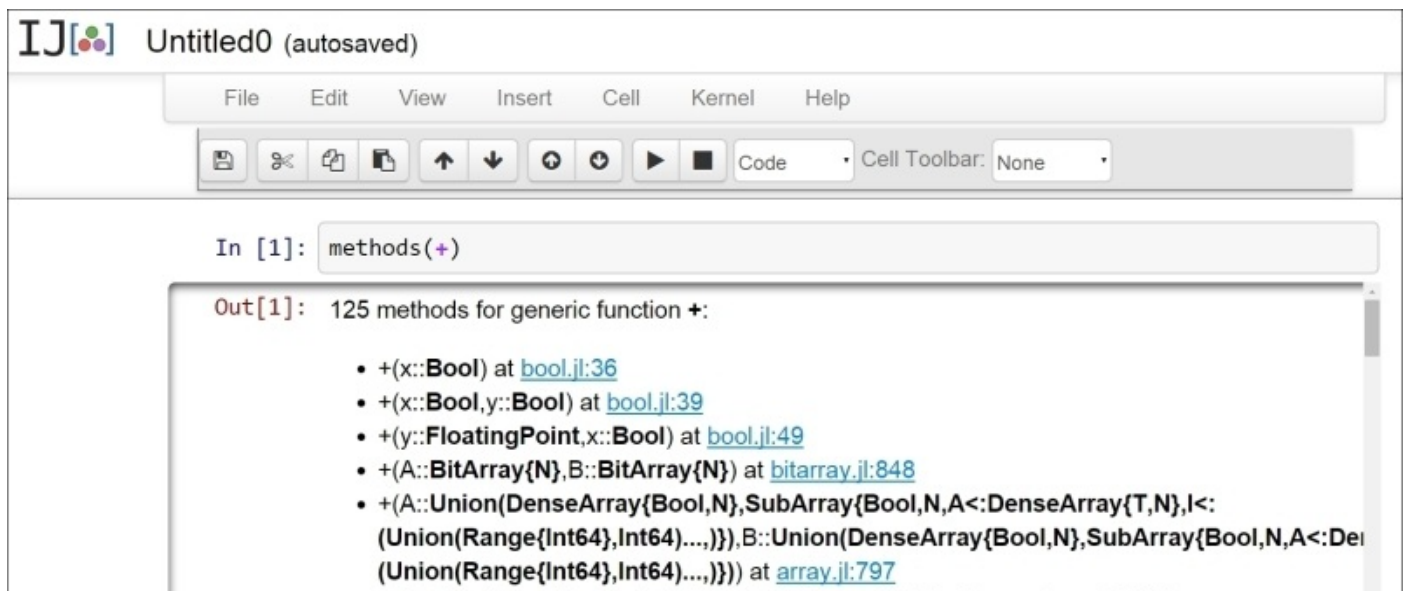 IJ[] Untitled0 (autosaved)
File Edit View Insert Cell Kernel Help
Code Cell Toolbar: None
In [1]: methods(+)
Out[1]: 125 methods for generic function +:
• +(x::Bool) at bool.jl:36
• +(x::Bool,y::Bool) at bool.jl:39
• +(y::FloatingPoint,x::Bool) at bool.jl:49
• +(A::BitArray{N},B::BitArray{N}) at bitarray.jl:848
• +(A::Union(DenseArray{Bool,N},SubArray{Bool,N,A<:DenseArray{T,N},I<:
(Union(Range{Int64},Int64)...,)}),B::Union(DenseArray{Bool,N},SubArray{Bool,N,A<:De
(Union(Range{Int64},Int64)...,)})) at array.jl:797